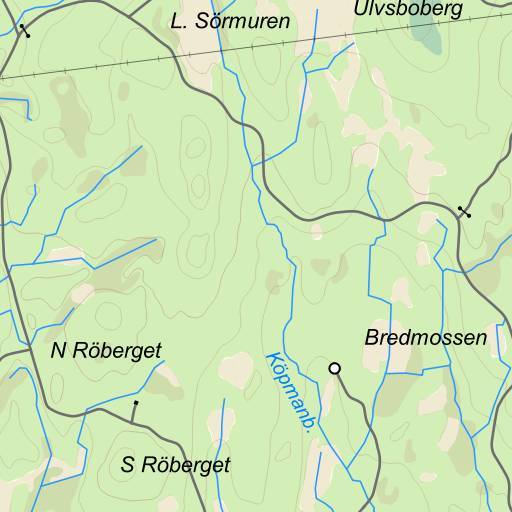 Ulvsboberg
L. Sörmuren
Bredmossen
N Röberget
Köpmanb.
S Röberget